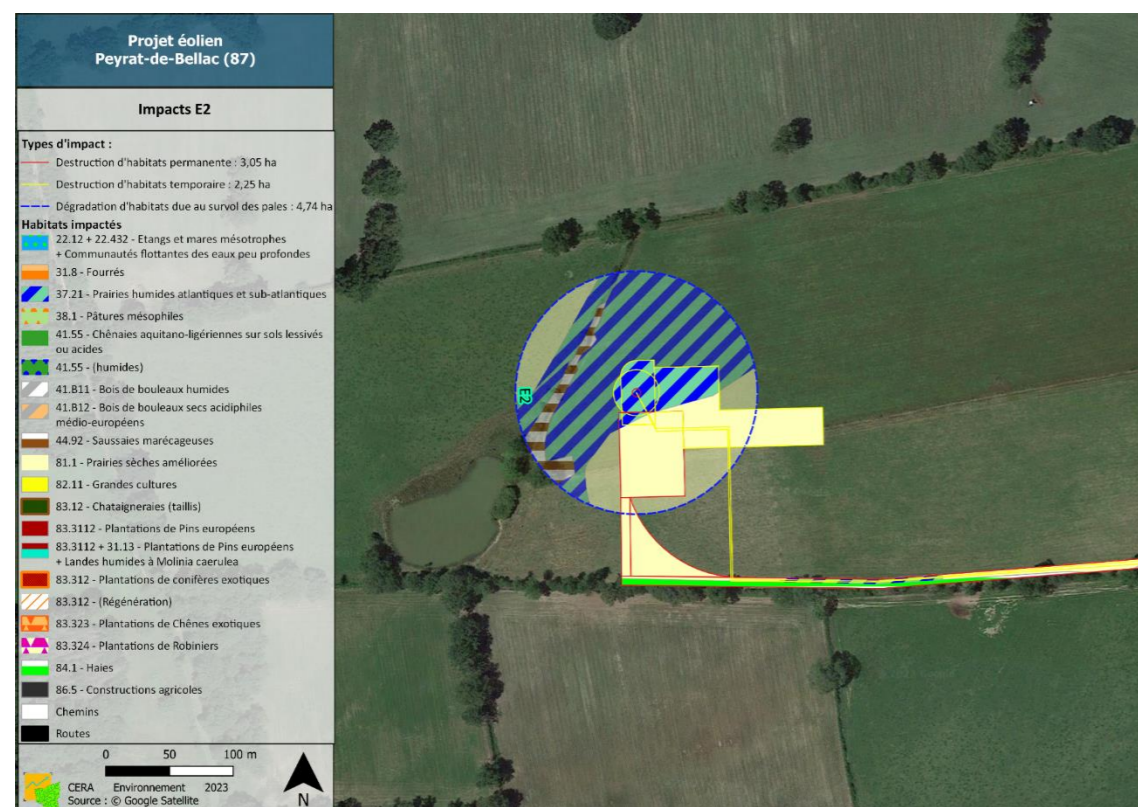 Projet éolien
Peyrat-de-Bellac (87)
Impacts E2
Types d'impact :
Destruction d'habitats permanente : 3,05 ha
Destruction d'habitats temporaire : 2,25 ha
Dégradation d'habitats due au survol des pales : 4,74 ha
Habitats impactés
22.12 + 22.432 - Etangs et mares mésotrophes
+ Communautés flottantes des eaux peu profondes
31.8 - Fourrés
37.21 - Prairies humides atlantiques et sub-atlantiques
38.1 - Pâtures mésophiles
41.55 - Chênaies aquitano-ligériennes sur sols lessivés
ou acides
41.55 - (humides)
41.B11 - Bois de bouleaux humides
41.B12 - Bois de bouleaux secs acidiphiles
médio-européens
44.92 - Saussaies marécageuses
81.1 - Prairies sèches améliorées
82.11 - Grandes cultures
83.12 - Chataigneraies (taillis)
83.3112 - Plantations de Pins européens
83.3112 + 31.13 - Plantations de Pins européens
+ Landes humides à Molinia caerulea
83.312 - Plantations de conifères exotiques
83.312 - (Régénération)
83.323 - Plantations de Chênes exotiques
83.324 - Plantations de Robiniers
84.1 - Haies
86.5 - Constructions agricoles
Chemins
Routes
0 50 100 m
CERA Environnement 2023
Source : © Google Satellite
N
E2